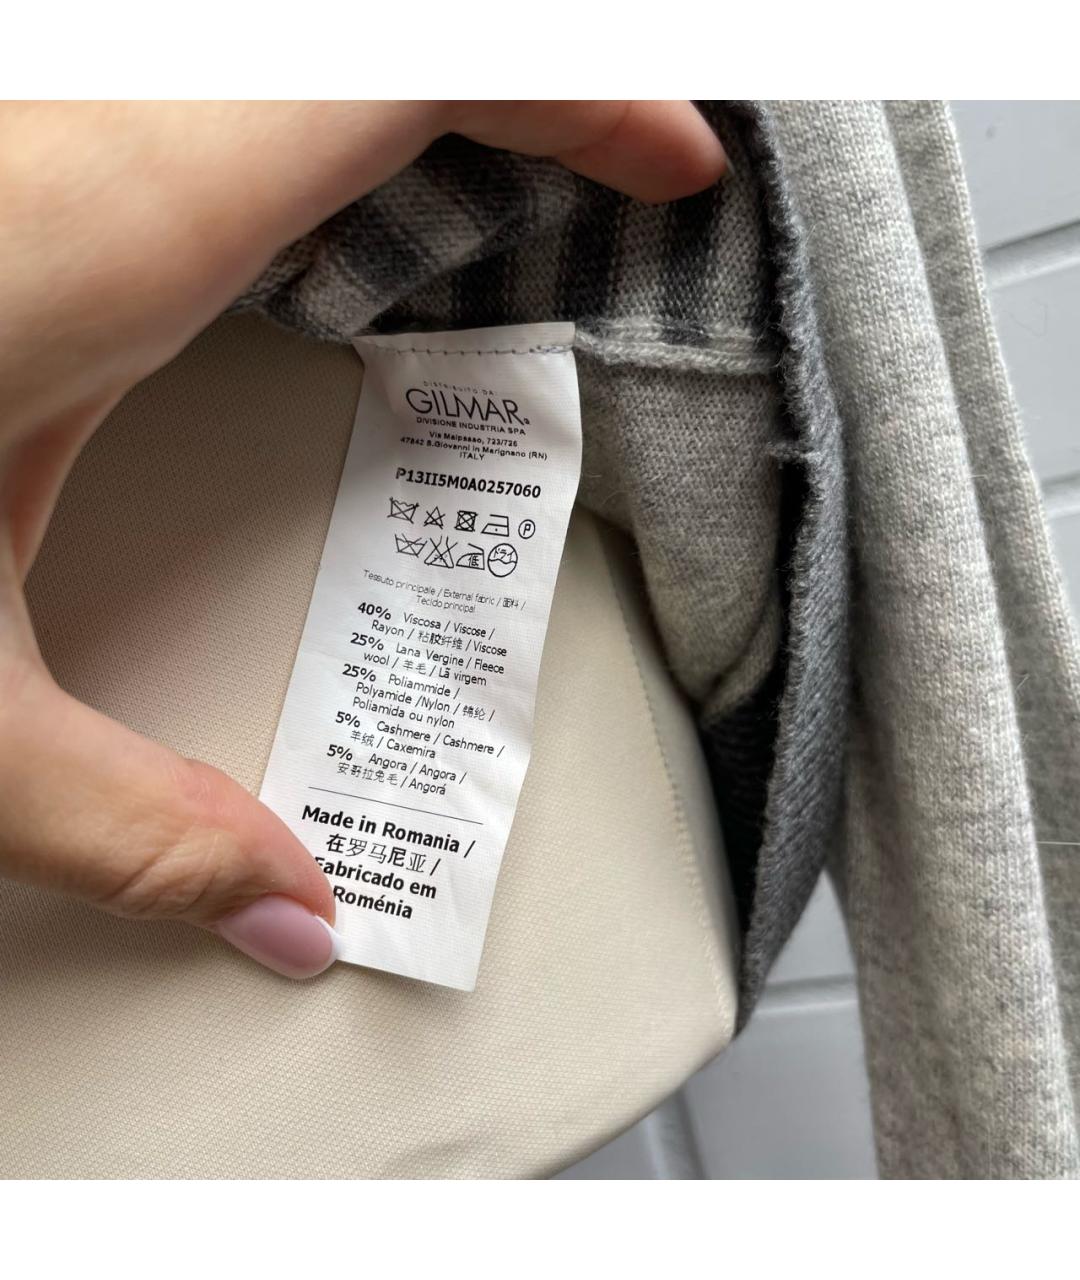 DISTRIBUITO DA:
GILMAR
DIVISIONE INDUSTRIA SPA
Via Malpasso, 723/725
47842 S.Giovanni in Marignano (RN)
ITALY
P13II5M0A0257060
P
低 ドライ
Tessuto principale / External fabric / 面料 /
Tecido principal
40% Viscosa / Viscose /
Rayon / 粘胶纤维 / Viscose
25% Lana Vergine / Fleece
wool / 羊毛 / Lã virgem
25% Poliammide /
Polyamide /Nylon / 锦纶 /
Poliamida ou nylon
5% Cashmere / Cashmere /
羊绒 / Caxemira
5% Angora / Angora /
安哥拉兔毛 / Angorá
Made in Romania /
在罗马尼亚 /
Fabricado em
Roménia